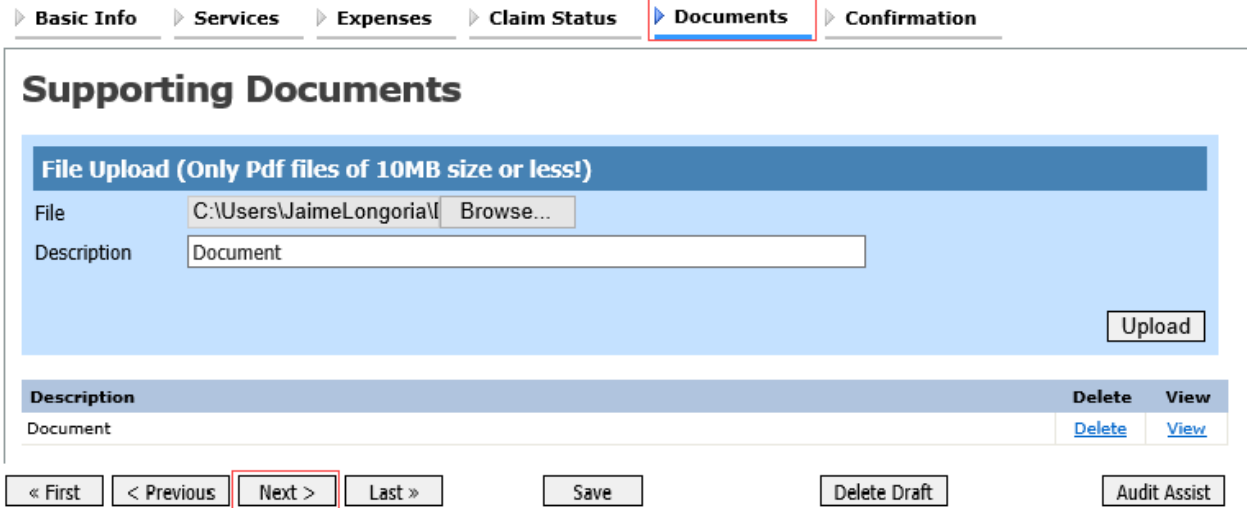 Basic Info Services Expenses Claim Status Documents Confirmation
Supporting Documents
File Upload (Only Pdf files of 10MB size or less!)
File C:\Users\JaimeLongoria\ Browse...
Description Document
Upload
Description Delete View
Document Delete View
« First < Previous Next > Last » Save Delete Draft Audit Assist